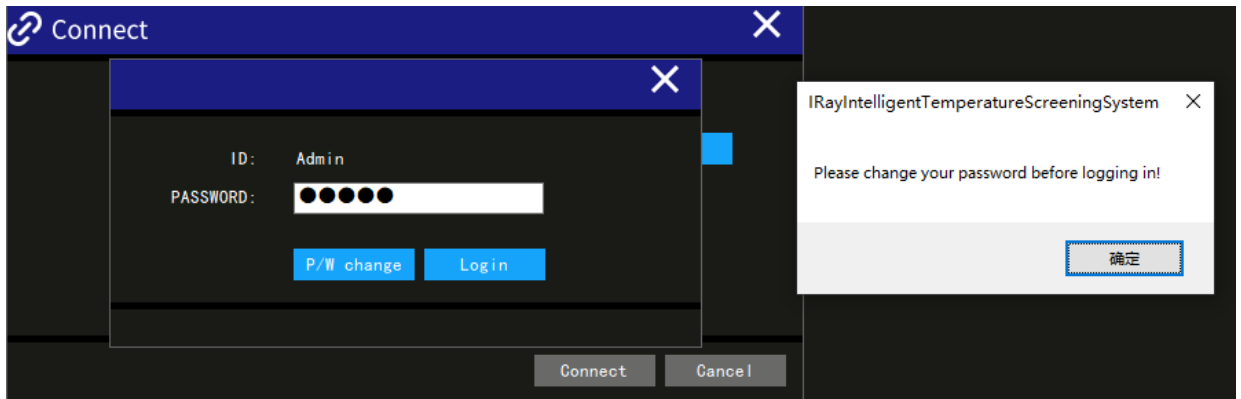 Connect
ID: Admin
PASSWORD: ●●●●●
P/W change Login
Connect Cancel
IRayIntelligentTemperatureScreeningSystem
Please change your password before logging in!
确定